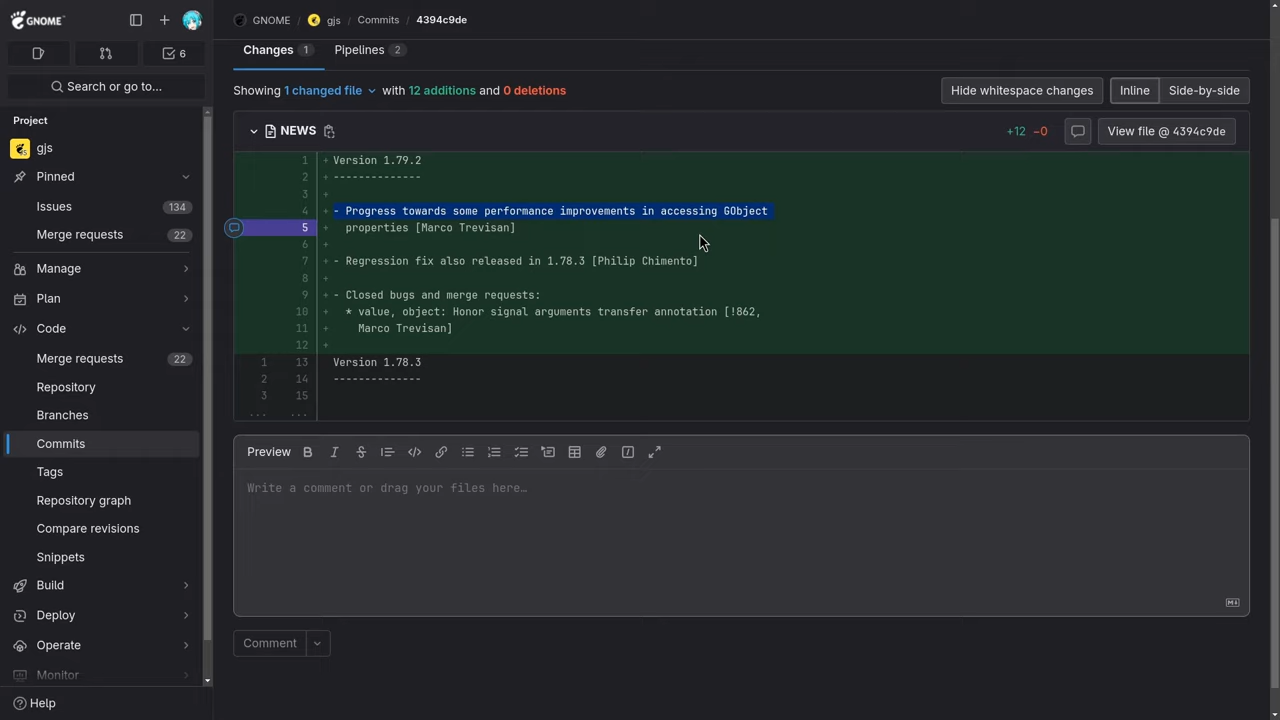 GNOME
GNOME / gjs / Commits / 4394c9de
6
Search or go to...
Project
gjs
Pinned
Issues 134
Merge requests 22
Manage
Plan
Code
Merge requests 22
Repository
Branches
Commits
Tags
Repository graph
Compare revisions
Snippets
Build
Deploy
Operate
Monitor
Help
Changes 1 Pipelines 2
Showing 1 changed file with 12 additions and 0 deletions
Hide whitespace changes Inline Side-by-side
NEWS +12 −0 View file @ 4394c9de
1 + Version 1.79.2
2 + --------------
3 +
4 + - Progress towards some performance improvements in accessing GObject
5 + properties [Marco Trevisan]
6 +
7 + - Regression fix also released in 1.78.3 [Philip Chimento]
8 +
9 + - Closed bugs and merge requests:
10 + * value, object: Honor signal arguments transfer annotation [!862,
11 + Marco Trevisan]
12 +
1 13 Version 1.78.3
2 14 --------------
3 15
... ...
Preview B I S
Write a comment or drag your files here…
Comment